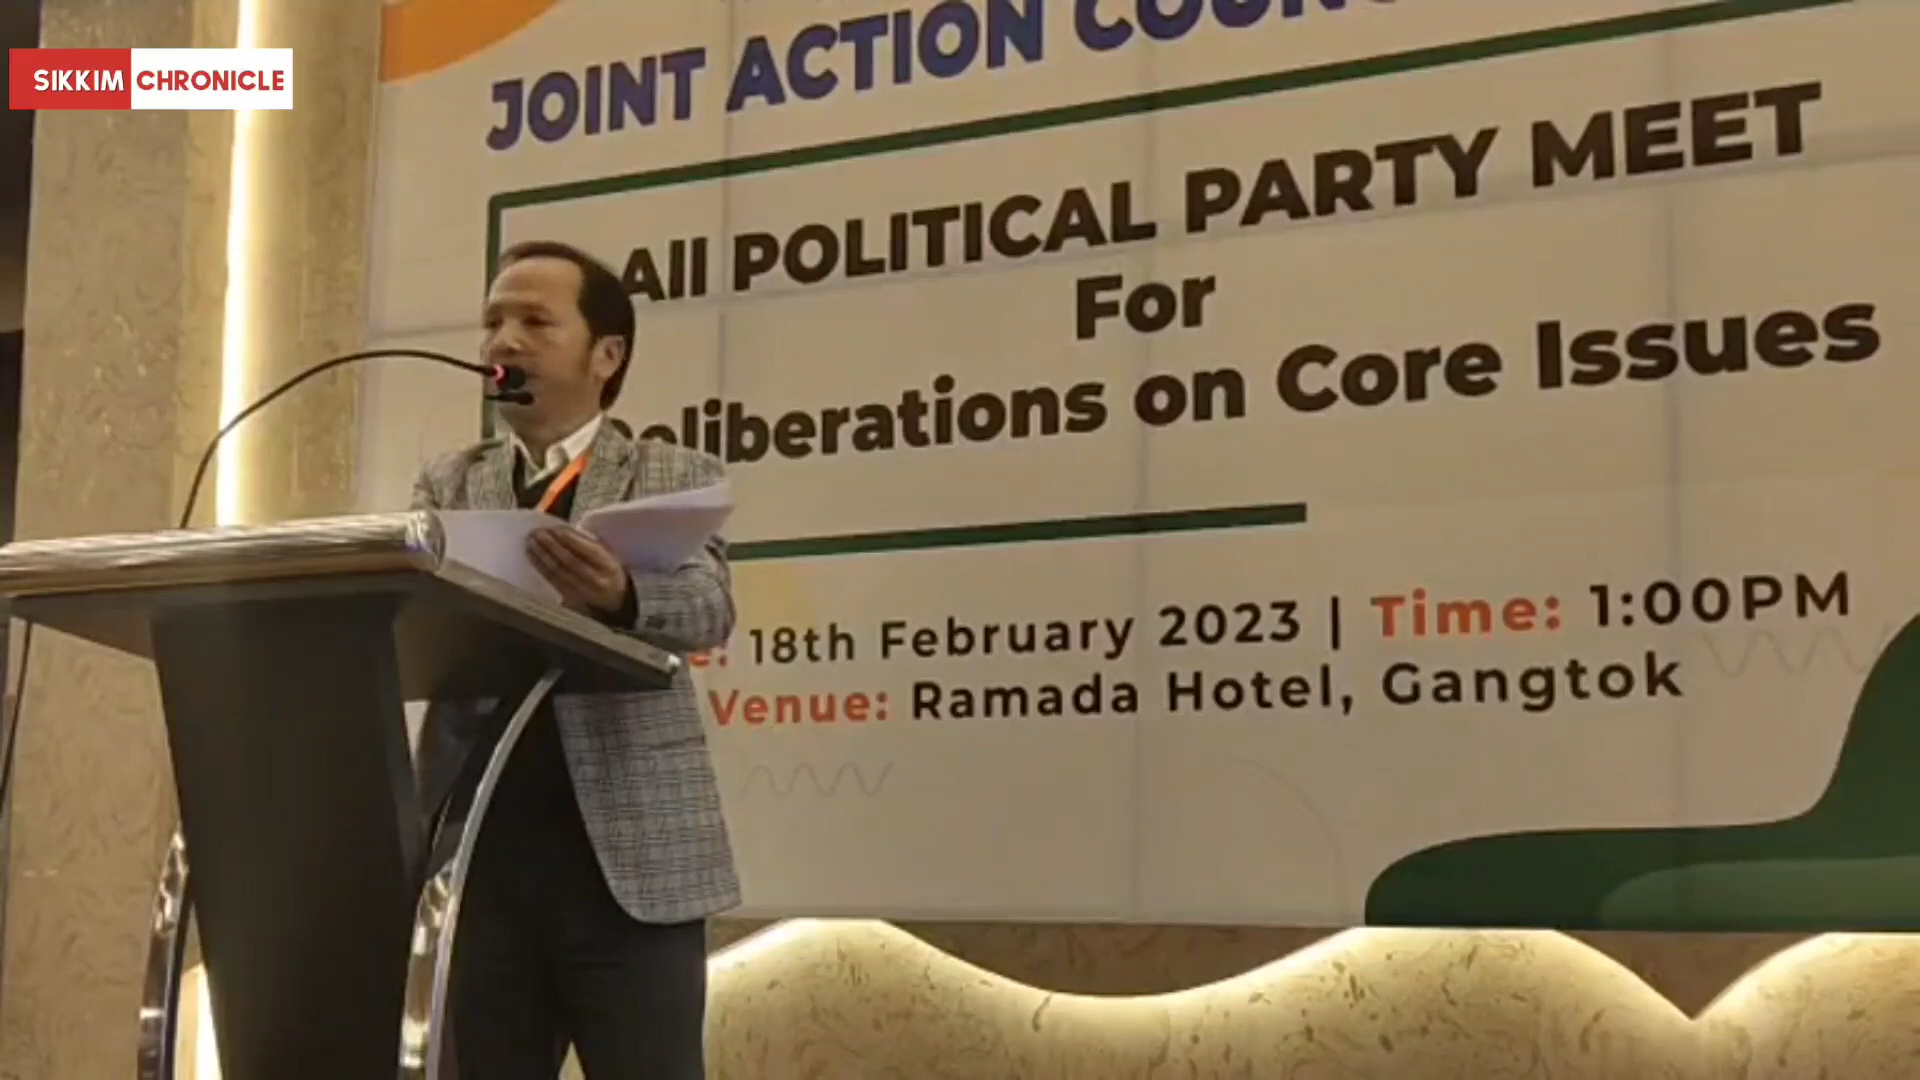 SIKKIM CHRONICLE
JOINT ACTION
All POLITICAL PARTY MEET
For
on Core Issues
18th February 2023 | Time: 1:00PM
Venue: Ramada Hotel, Gangtok